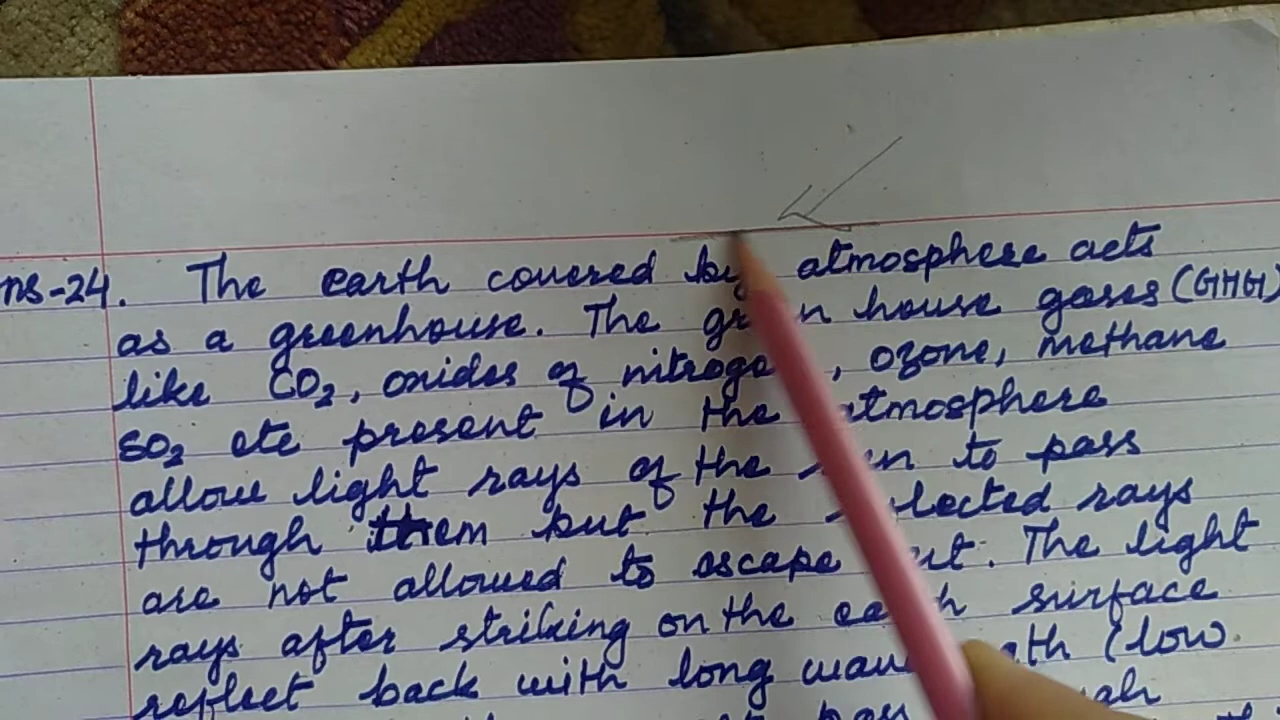 ns-24. The earth covered by atmosphere acts
as a greenhouse. The green house gases (GHG)
like CO₂, oxides of nitrogen, ozone, methane
SO₂ etc present in the atmosphere
allow light rays of the sun to pass
through them but the reflected rays
are not allowed to escape out. The light
rays after striking on the earth surface
reflect back with long wave (low
pass